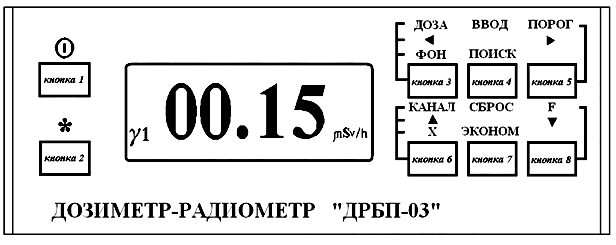 ДОЗА ВВОД ПОРОГ
◄ ►
ФОН ПОИСК
кнопка 1 кнопка 3 кнопка 4 кнопка 5
γ1 00.15 mSv/h
КАНАЛ СБРОС F
▲ ▼
X ЭКОНОМ
*
кнопка 2 кнопка 6 кнопка 7 кнопка 8
ДОЗИМЕТР-РАДИОМЕТР "ДРБП-03"